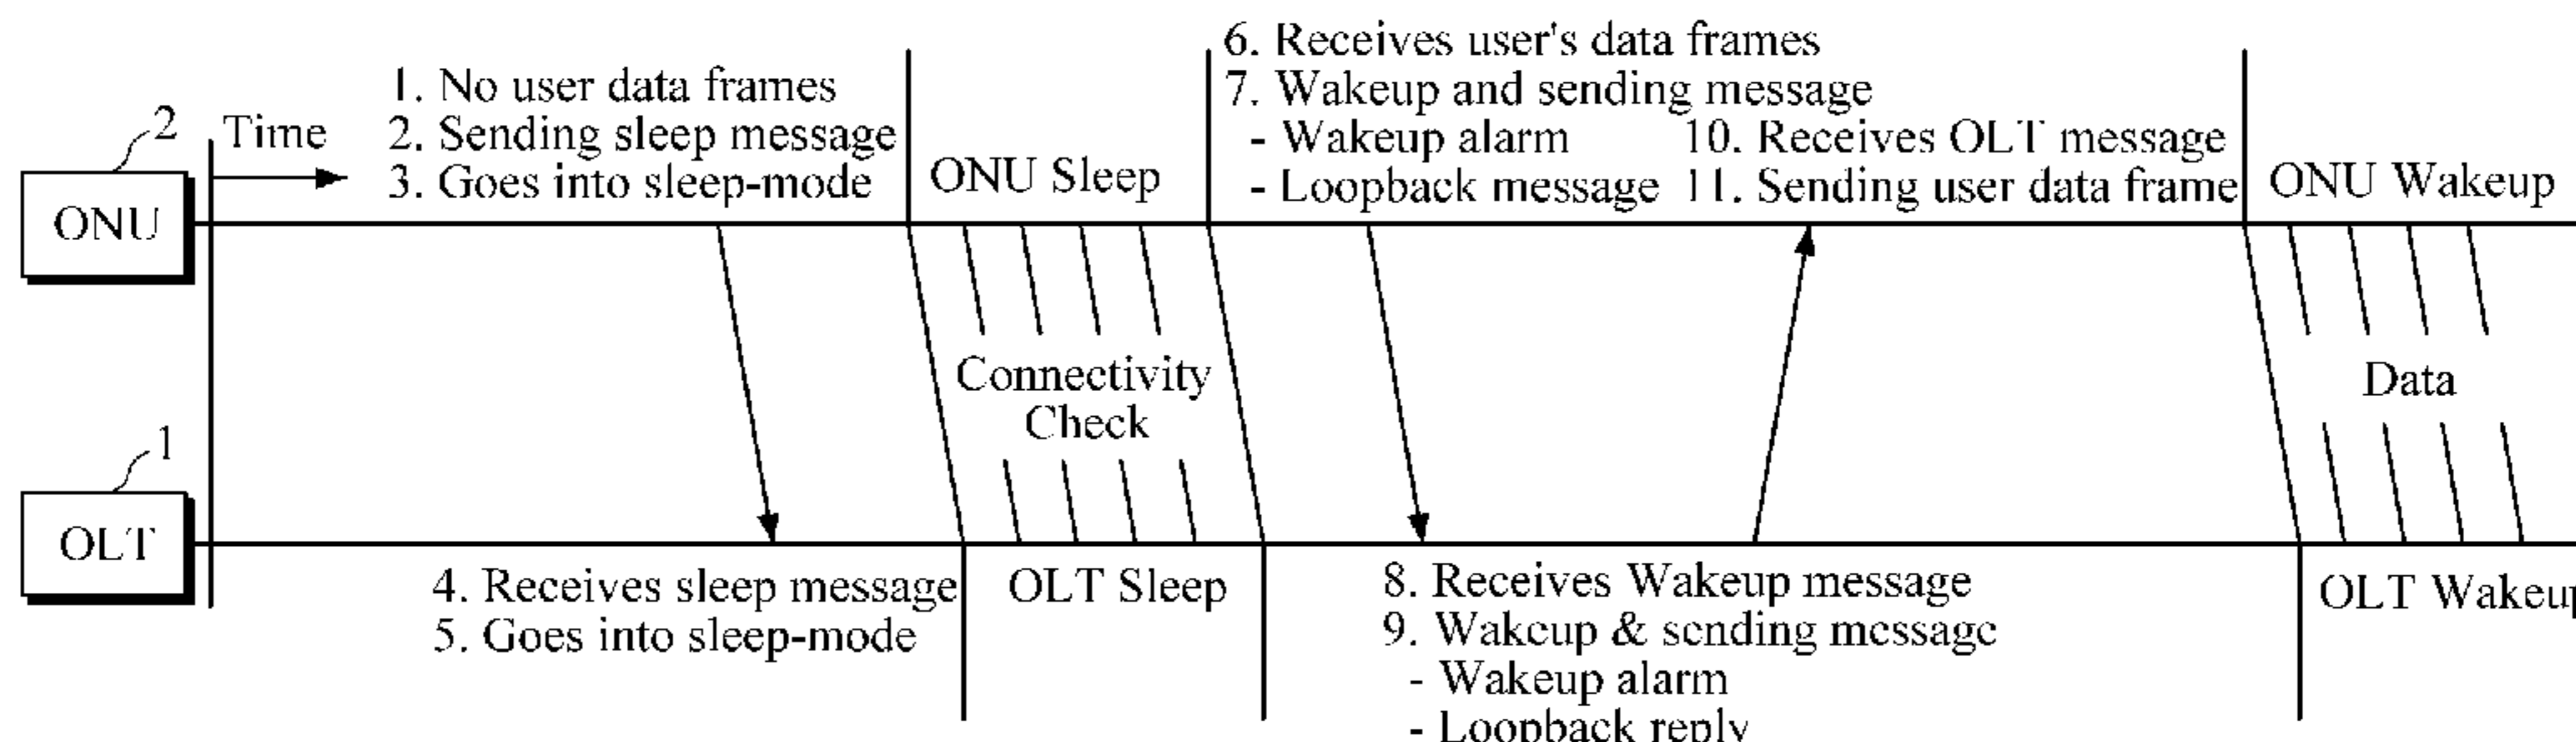 2
Time
1. No user data frames
2. Sending sleep message
3. Goes into sleep-mode
ONU Sleep
6. Receives user's data frames
7. Wakeup and sending message
- Wakeup alarm
- Loopback message
10. Receives OLT message
11. Sending user data frame
ONU Wakeup
ONU
Connectivity
Check
Data
1
OLT
4. Receives sleep message
5. Goes into sleep-mode
OLT Sleep
8. Receives Wakeup message
9. Wakeup & sending message
- Wakeup alarm
- Loopback reply
OLT Wakeup